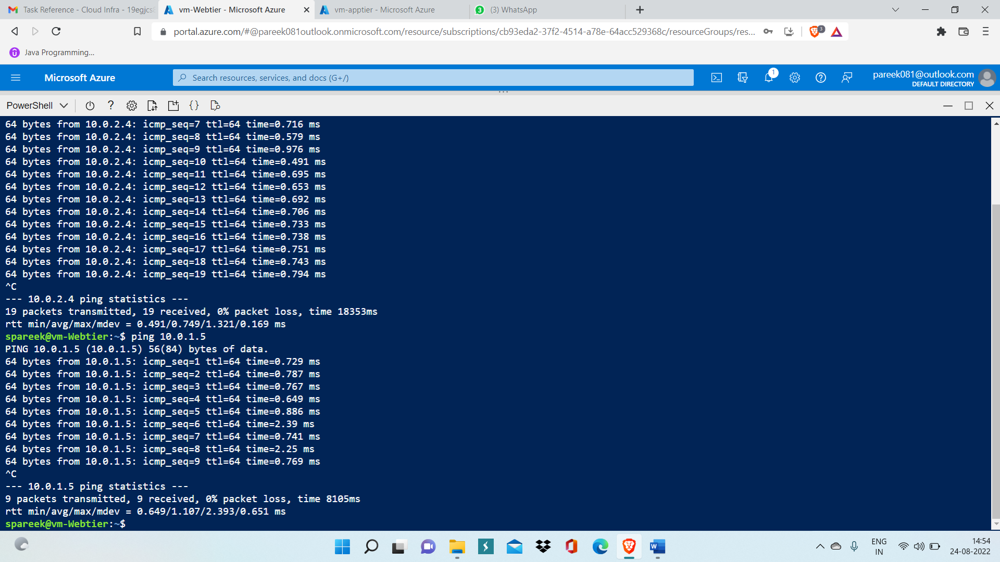 Task Reference - Cloud Infra - 19egjcs
vm-Webtier - Microsoft Azure
vm-apptier - Microsoft Azure
3
(3) WhatsApp
portal.azure.com/#@pareek081outlook.onmicrosoft.com/resource/subscriptions/cb93eda2-37f2-4514-a78e-64acc529368c/resourceGroups/res...
3
Java Programming...
Microsoft Azure
Search resources, services, and docs (G+/)
1
pareek081@outlook.com
DEFAULT DIRECTORY
PowerShell
64 bytes from 10.0.2.4: icmp_seq=7 ttl=64 time=0.716 ms
64 bytes from 10.0.2.4: icmp_seq=8 ttl=64 time=0.579 ms
64 bytes from 10.0.2.4: icmp_seq=9 ttl=64 time=0.976 ms
64 bytes from 10.0.2.4: icmp_seq=10 ttl=64 time=0.491 ms
64 bytes from 10.0.2.4: icmp_seq=11 ttl=64 time=0.695 ms
64 bytes from 10.0.2.4: icmp_seq=12 ttl=64 time=0.653 ms
64 bytes from 10.0.2.4: icmp_seq=13 ttl=64 time=0.692 ms
64 bytes from 10.0.2.4: icmp_seq=14 ttl=64 time=0.706 ms
64 bytes from 10.0.2.4: icmp_seq=15 ttl=64 time=0.733 ms
64 bytes from 10.0.2.4: icmp_seq=16 ttl=64 time=0.738 ms
64 bytes from 10.0.2.4: icmp_seq=17 ttl=64 time=0.751 ms
64 bytes from 10.0.2.4: icmp_seq=18 ttl=64 time=0.743 ms
64 bytes from 10.0.2.4: icmp_seq=19 ttl=64 time=0.794 ms
^C
--- 10.0.2.4 ping statistics ---
19 packets transmitted, 19 received, 0% packet loss, time 18353ms
rtt min/avg/max/mdev = 0.491/0.749/1.321/0.169 ms
spareek@vm-Webtier:~$ ping 10.0.1.5
PING 10.0.1.5 (10.0.1.5) 56(84) bytes of data.
64 bytes from 10.0.1.5: icmp_seq=1 ttl=64 time=0.729 ms
64 bytes from 10.0.1.5: icmp_seq=2 ttl=64 time=0.787 ms
64 bytes from 10.0.1.5: icmp_seq=3 ttl=64 time=0.767 ms
64 bytes from 10.0.1.5: icmp_seq=4 ttl=64 time=0.649 ms
64 bytes from 10.0.1.5: icmp_seq=5 ttl=64 time=0.886 ms
64 bytes from 10.0.1.5: icmp_seq=6 ttl=64 time=2.39 ms
64 bytes from 10.0.1.5: icmp_seq=7 ttl=64 time=0.741 ms
64 bytes from 10.0.1.5: icmp_seq=8 ttl=64 time=2.25 ms
64 bytes from 10.0.1.5: icmp_seq=9 ttl=64 time=0.769 ms
^C
--- 10.0.1.5 ping statistics ---
9 packets transmitted, 9 received, 0% packet loss, time 8105ms
rtt min/avg/max/mdev = 0.649/1.107/2.393/0.651 ms
spareek@vm-Webtier:~$
ENG
IN
14:54
24-08-2022